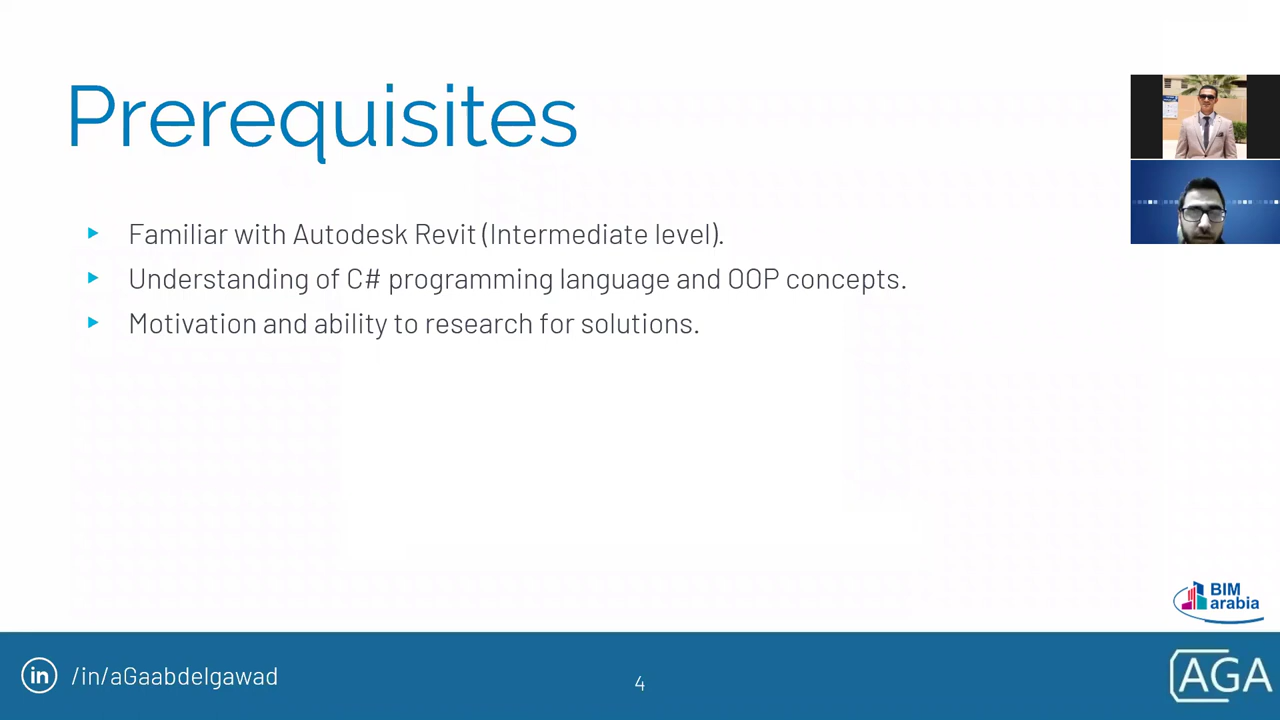 Prerequisites
Familiar with Autodesk Revit (Intermediate level).
Understanding of C# programming language and OOP concepts.
Motivation and ability to research for solutions.
BIM
arabia
in /in/aGaabdelgawad
4
AGA